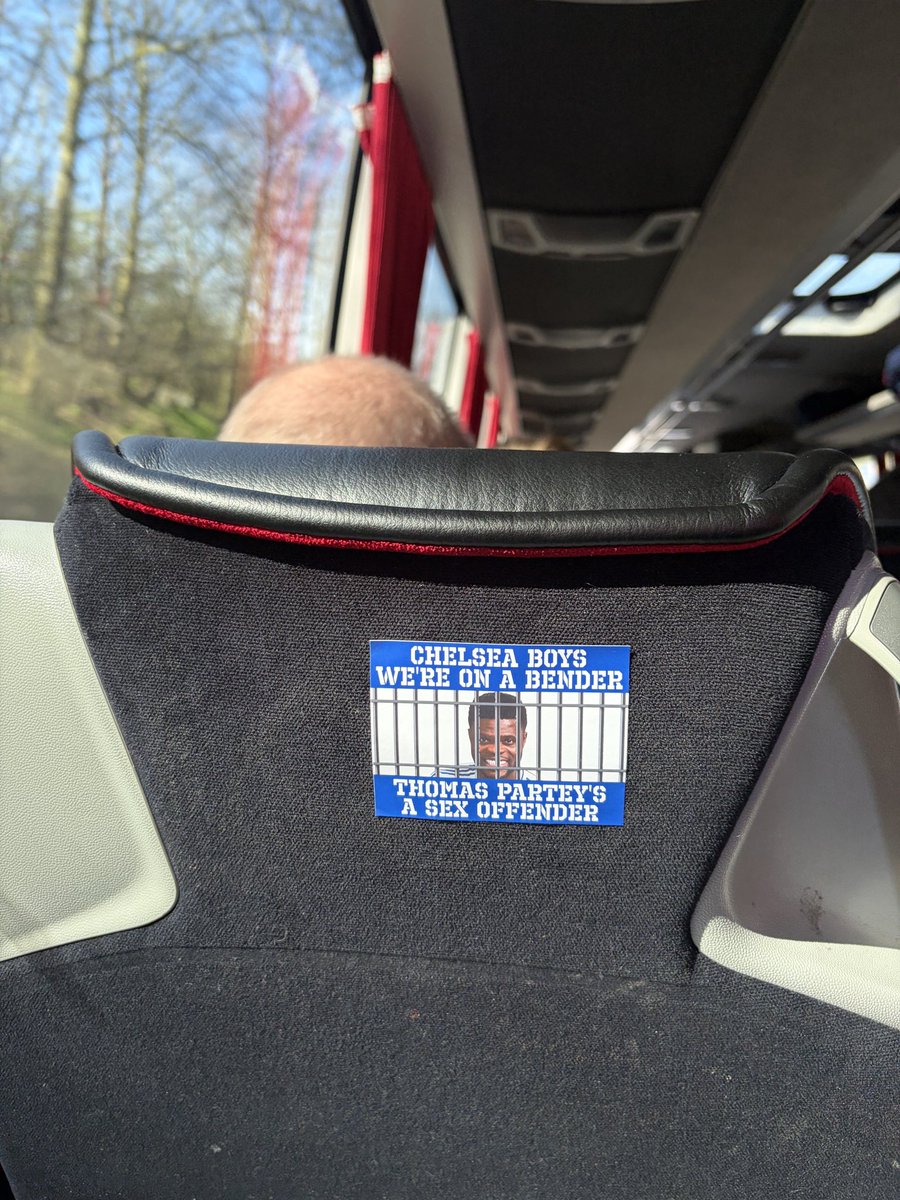 CHELSEA BOYS
WE'RE ON A BENDER
THOMAS PARTEY'S
A SEX OFFENDER